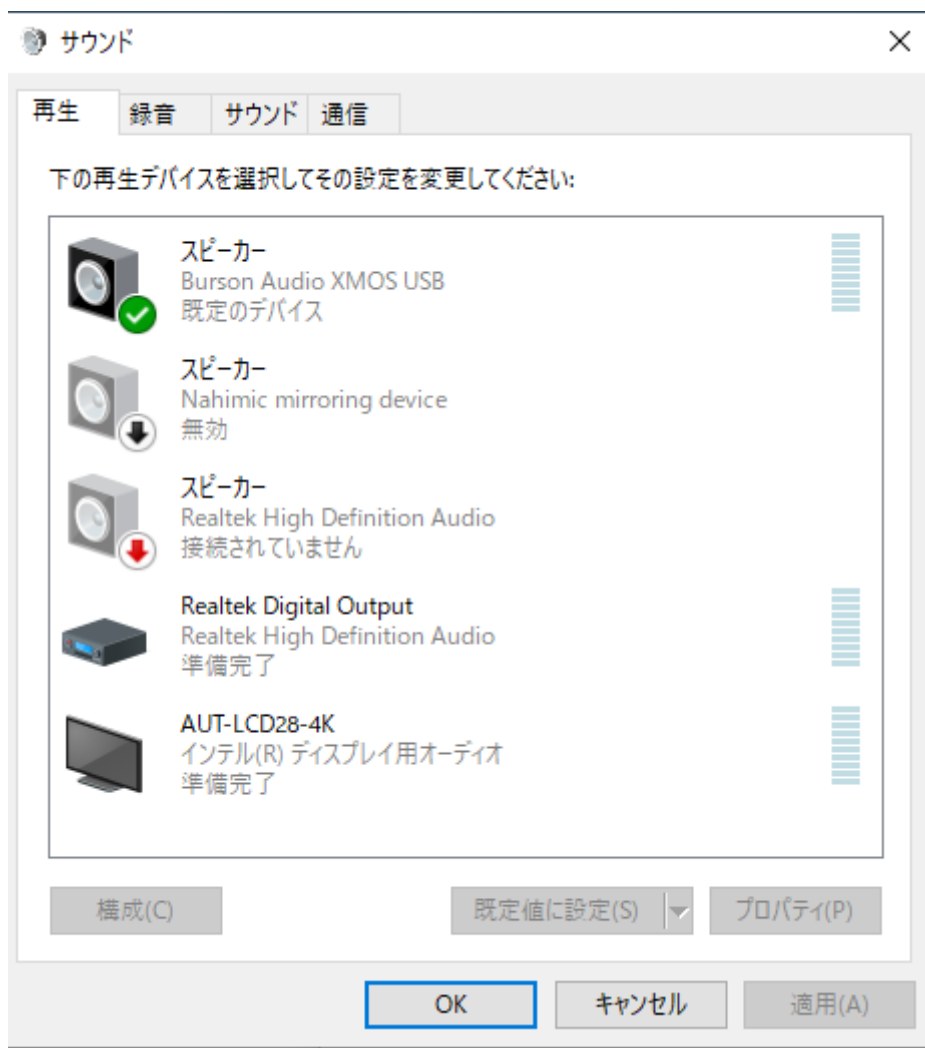 サウンド
再生 録音 サウンド 通信
下の再生デバイスを選択してその設定を変更してください:
スピーカー
Burson Audio XMOS USB
既定のデバイス
スピーカー
Nahimic mirroring device
無効
スピーカー
Realtek High Definition Audio
接続されていません
Realtek Digital Output
Realtek High Definition Audio
準備完了
AUT-LCD28-4K
インテル(R) ディスプレイ用オーディオ
準備完了
構成(C) 既定値に設定(S) プロパティ(P)
OK キャンセル 適用(A)